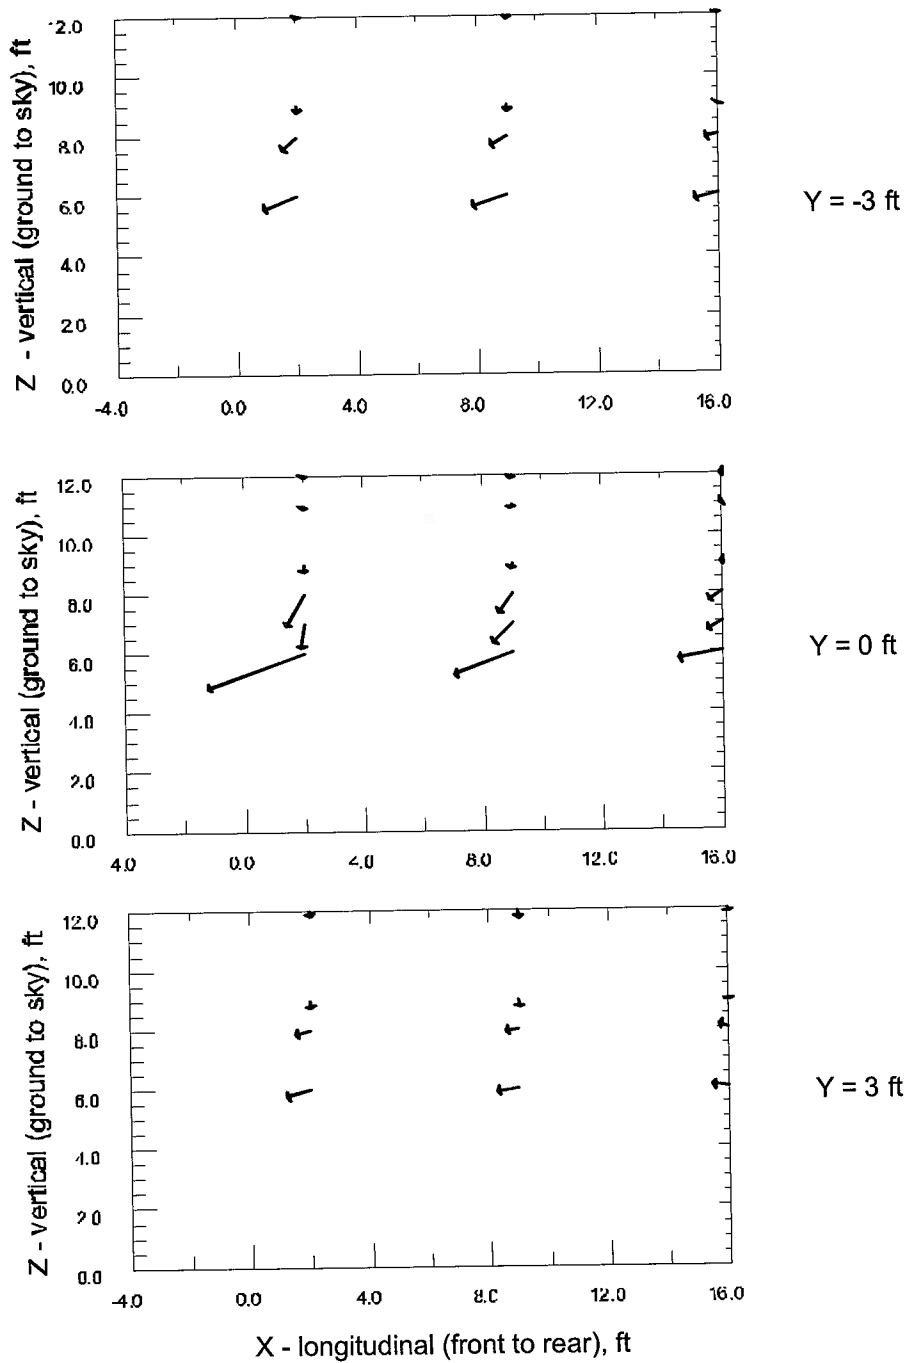 12.0
10.0
8.0
6.0
4.0
2.0
0.0
-4.0 0.0 4.0 8.0 12.0 16.0
Z - vertical (ground to sky), ft
Y = -3 ft
12.0
10.0
8.0
6.0
4.0
2.0
0.0
4.0 0.0 4.0 8.0 12.0 16.0
Z - vertical (ground to sky), ft
Y = 0 ft
12.0
10.0
8.0
6.0
4.0
2.0
0.0
-4.0 0.0 4.0 8.0 12.0 16.0
Z - vertical (ground to sky), ft
Y = 3 ft
X - longitudinal (front to rear), ft